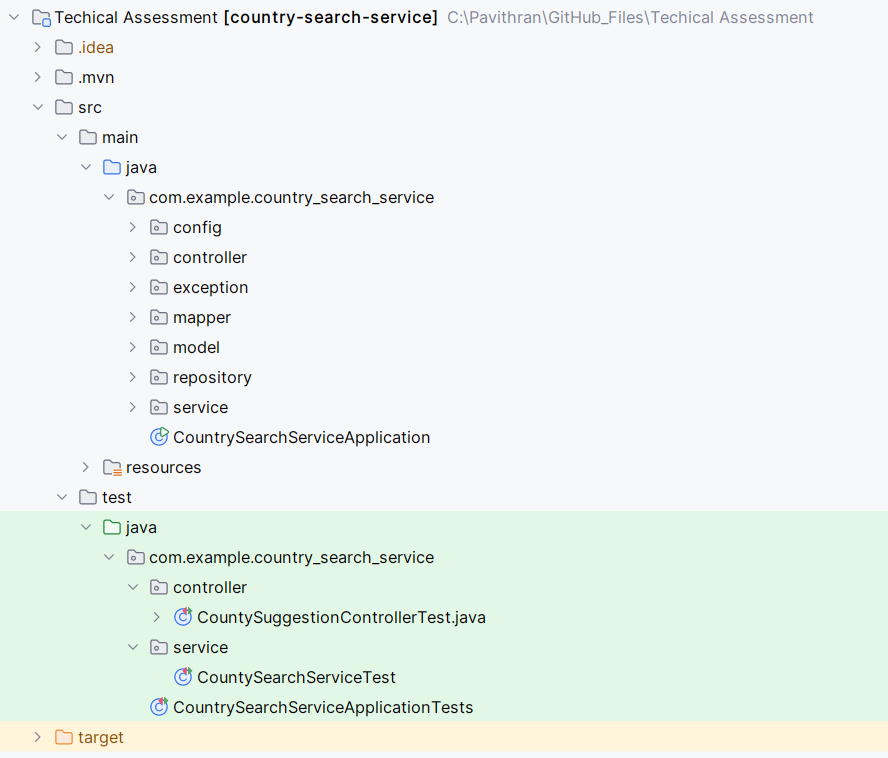 Techical Assessment [country-search-service] C:\Pavithran\GitHub_Files\Techical Assessment
.idea
.mvn
src
main
java
com.example.country_search_service
config
controller
exception
mapper
model
repository
service
CountrySearchServiceApplication
resources
test
java
com.example.country_search_service
controller
CountySuggestionControllerTest.java
service
CountySearchServiceTest
CountrySearchServiceApplicationTests
target